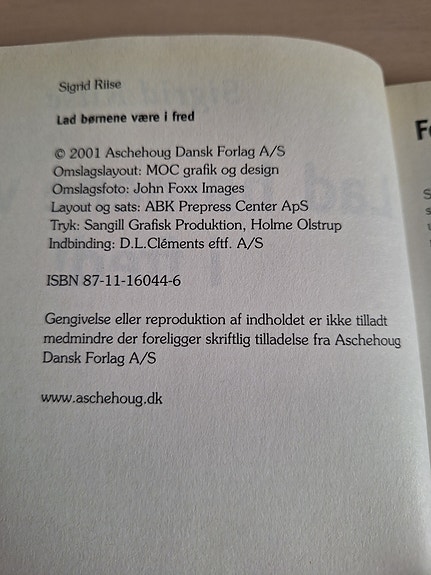 Sigrid Riise
Lad børnene være i fred
© 2001 Aschehoug Dansk Forlag A/S
Omslagslayout: MOC grafik og design
Omslagsfoto: John Foxx Images
Layout og sats: ABK Prepress Center ApS
Tryk: Sangill Grafisk Produktion, Holme Olstrup
Indbinding: D.L.Cléments eftf. A/S
ISBN 87-11-16044-6
Gengivelse eller reproduktion af indholdet er ikke tilladt
medmindre der foreligger skriftlig tilladelse fra Aschehoug
Dansk Forlag A/S
www.aschehoug.dk